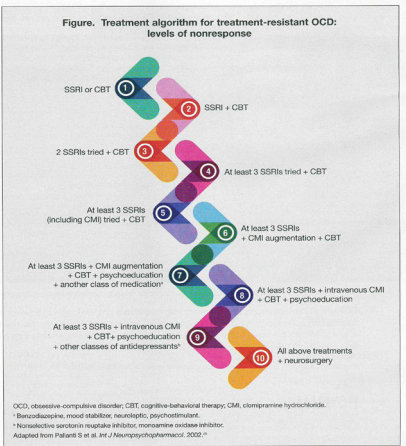 Figure. Treatment algorithm for treatment-resistant OCD:
levels of nonresponse
1
SSRI or CBT
2
SSRI + CBT
3
2 SSRIs tried + CBT
4
At least 3 SSRIs tried + CBT
5
At least 3 SSRIs
(including CMI) tried + CBT
6
At least 3 SSRIs
+ CMI augmentation + CBT
7
At least 3 SSRIs + CMI augmentation
+ CBT + psychoeducation
+ another class of medicationᵃ
8
At least 3 SSRIs + intravenous CMI
+ CBT + psychoeducation
9
At least 3 SSRIs + intravenous CMI
+ CBT+ psychoeducation
+ other classes of antidepressantsᵇ
10
All above treatments
+ neurosurgery
OCD, obsessive-compulsive disorder; CBT, cognitive-behavioral therapy; CMI, clomipramine hydrochloride.
ᵃ Benzodiazepine, mood stabilizer, neuroleptic, psychostimulant.
ᵇ Nonselective serotonin reuptake inhibitor, monoamine oxidase inhibitor.
Adapted from Pallanti S et al. Int J Neuropsychopharmacol. 2002.